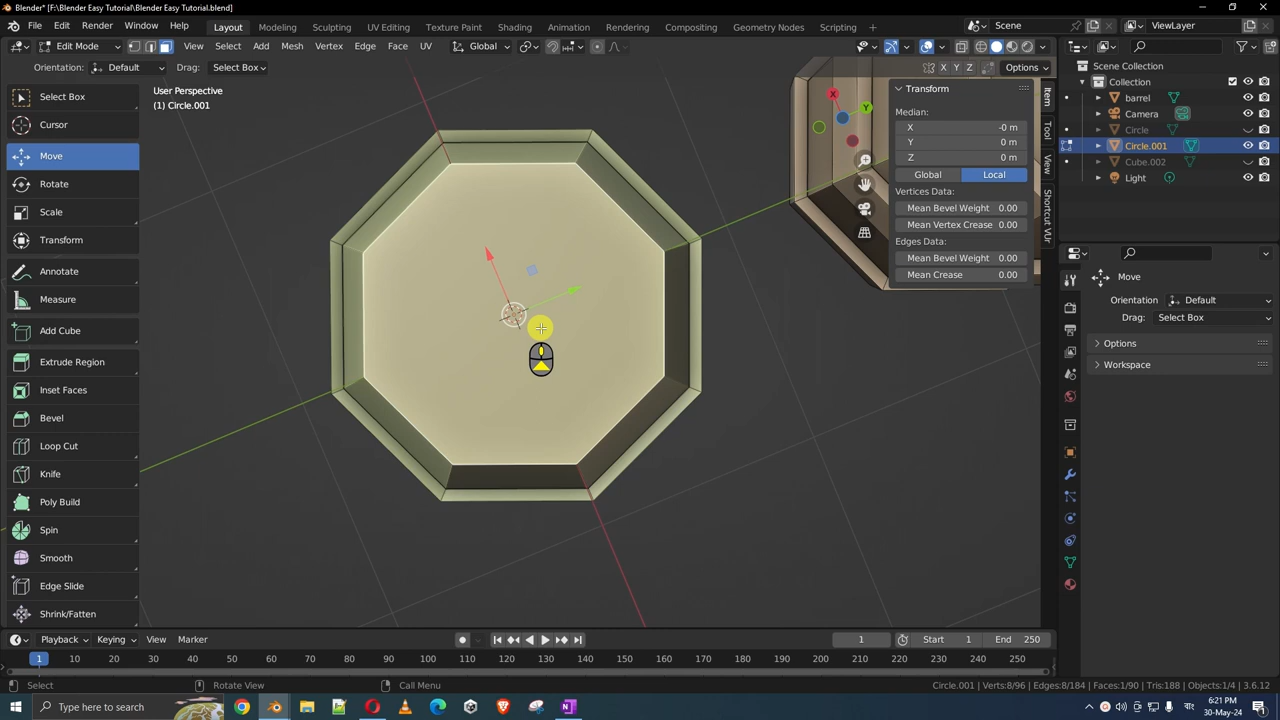 Blender* [F:\Blender Easy Tutorial\Blender Easy Tutorial.blend]
File Edit Render Window Help Layout Modeling Sculpting UV Editing Texture Paint Shading Animation Rendering Compositing Geometry Nodes Scripting Scene ViewLayer
Edit Mode View Select Add Mesh Vertex Edge Face UV Global
Orientation: Default Drag: Select Box X Y Z Options
User Perspective
(1) Circle.001
Select Box
Cursor
Move
Rotate
Scale
Transform
Annotate
Measure
Add Cube
Extrude Region
Inset Faces
Bevel
Loop Cut
Knife
Poly Build
Spin
Smooth
Edge Slide
Shrink/Fatten
X
Y
Transform
Median:
X -0 m
Y 0 m
Z 0 m
Global Local
Vertices Data:
Mean Bevel Weight 0.00
Mean Vertex Crease 0.00
Edges Data:
Mean Bevel Weight 0.00
Mean Crease 0.00
Item
Tool
View
Shortcut VUr
Scene Collection
Collection
barrel
Camera
Circle
Circle.001
Cube.002
Light
Move
Orientation Default
Drag: Select Box
Options
Workspace
Playback Keying View Marker 1 Start 1 End 250
1 10 20 30 40 50 60 70 80 90 100 110 120 130 140 150 160 170 180 190 200 210 220 230 240 250
Select Rotate View Call Menu Circle.001 | Verts:8/96 | Edges:8/184 | Faces:1/90 | Tris:188 | Objects:1/4 | 3.6.12
Type here to search
6:21 PM
30-May-24